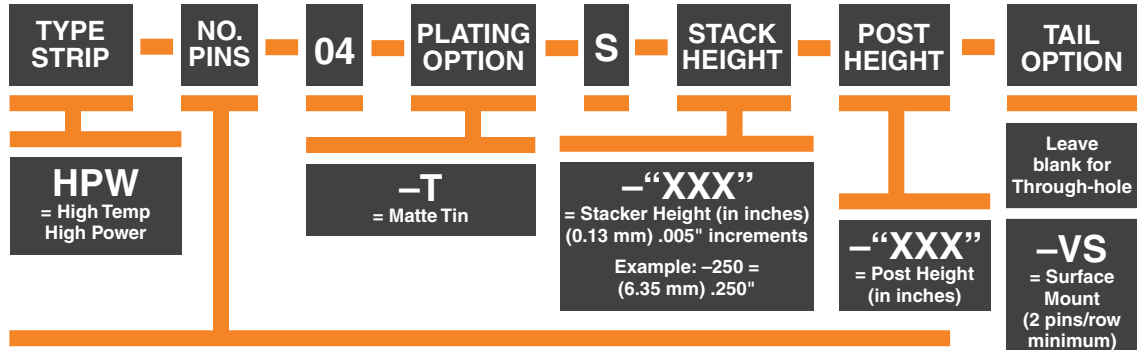 TYPE
STRIP
NO.
PINS
04
PLATING
OPTION
S
STACK
HEIGHT
POST
HEIGHT
TAIL
OPTION
HPW
= High Temp
High Power
–T
= Matte Tin
–“XXX”
= Stacker Height (in inches)
(0.13 mm) .005" increments
Example: –250 =
(6.35 mm) .250"
–“XXX”
= Post Height
(in inches)
Leave
blank for
Through-hole
–VS
= Surface
Mount
(2 pins/row
minimum)